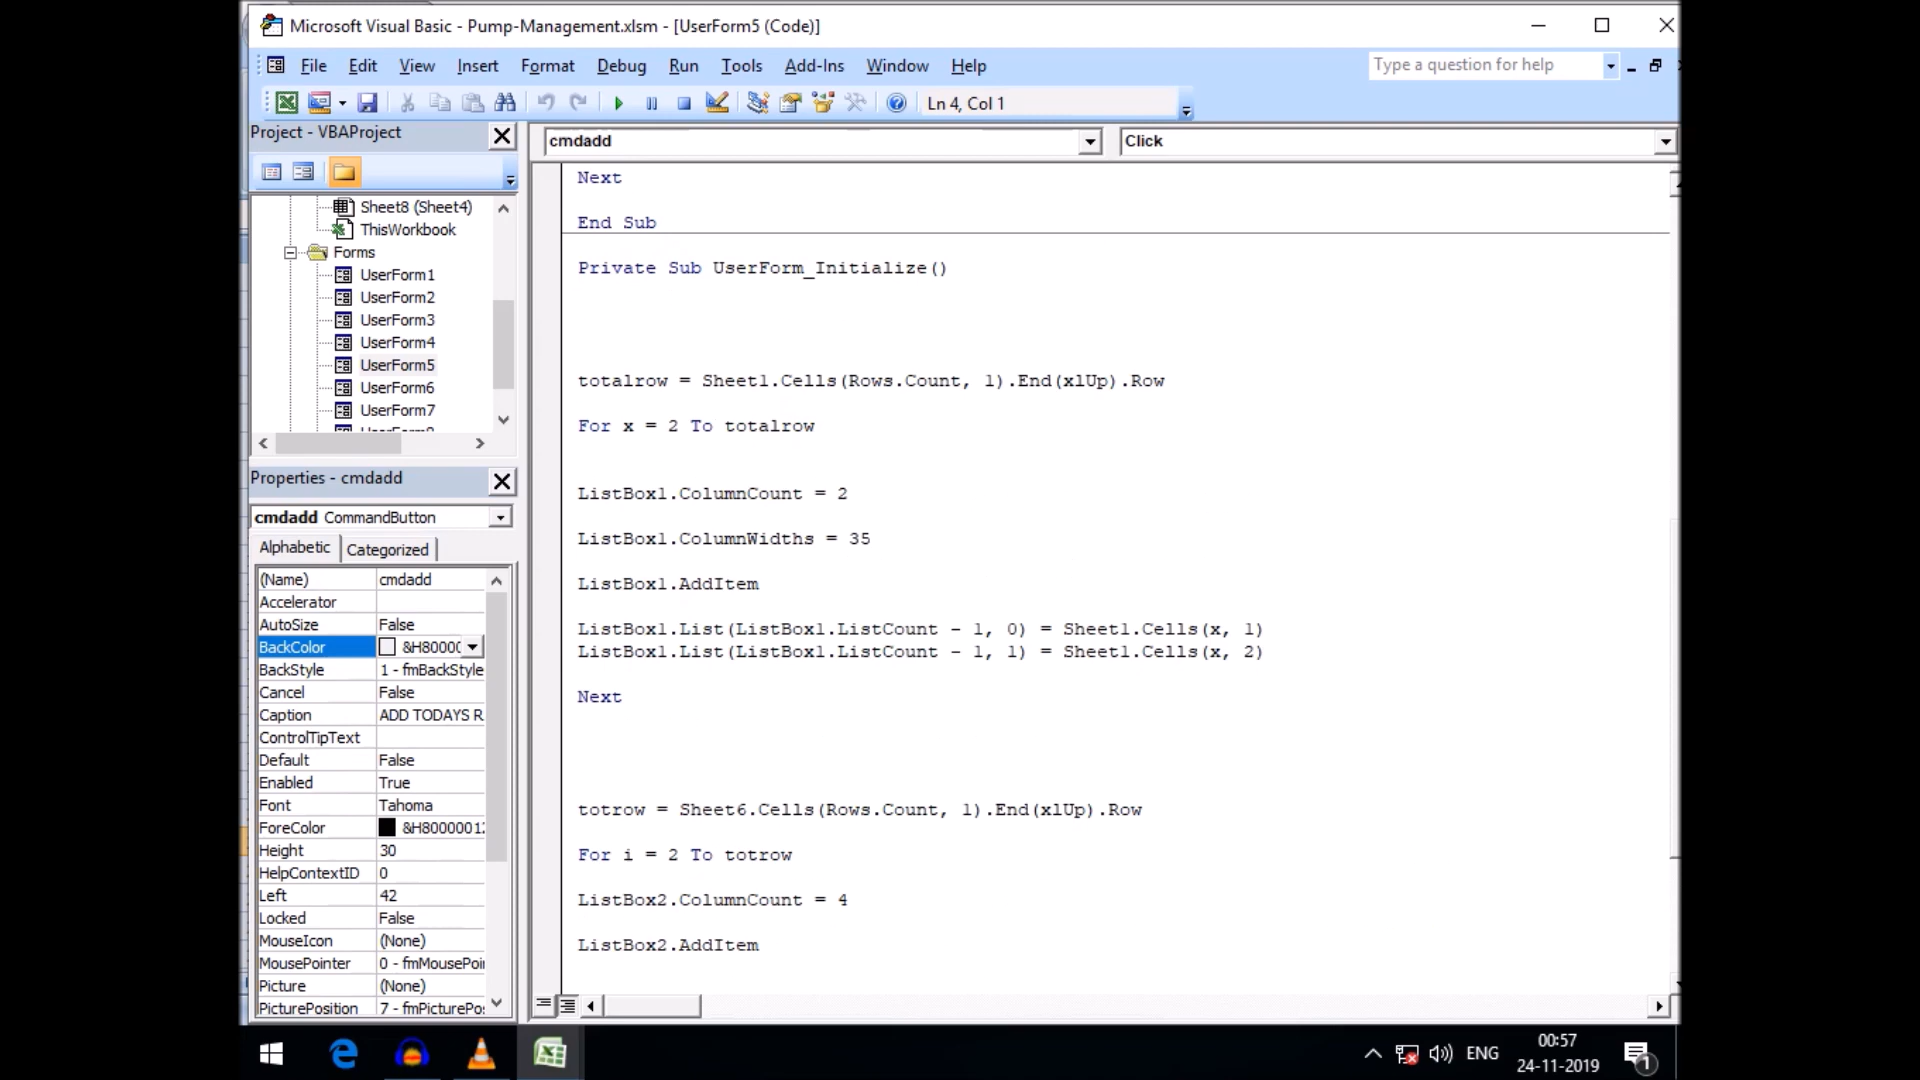 Microsoft Visual Basic - Pump-Management.xlsm - [UserForm5 (Code)]
File Edit View Insert Format Debug Run Tools Add-Ins Window Help
Type a question for help
Ln 4, Col 1
Project - VBAProject
Sheet8 (Sheet4)
ThisWorkbook
Forms
UserForm1
UserForm2
UserForm3
UserForm4
UserForm5
UserForm6
UserForm7
Properties - cmdadd
cmdadd CommandButton
Alphabetic Categorized
(Name) cmdadd
Accelerator
AutoSize False
BackColor &H8000
BackStyle 1 - fmBackStyle
Cancel False
Caption ADD TODAYS R
ControlTipText
Default False
Enabled True
Font Tahoma
ForeColor &H8000001
Height 30
HelpContextID 0
Left 42
Locked False
MouseIcon (None)
MousePointer 0 - fmMousePoi
Picture (None)
PicturePosition 7 - fmPicturePo
cmdadd
Click
Next
End Sub
Private Sub UserForm_Initialize()
totalrow = Sheet1.Cells(Rows.Count, 1).End(xlUp).Row
For x = 2 To totalrow
ListBox1.ColumnCount = 2
ListBox1.ColumnWidths = 35
ListBox1.AddItem
ListBox1.List(ListBox1.ListCount - 1, 0) = Sheet1.Cells(x, 1)
ListBox1.List(ListBox1.ListCount - 1, 1) = Sheet1.Cells(x, 2)
Next
totrow = Sheet6.Cells(Rows.Count, 1).End(xlUp).Row
For i = 2 To totrow
ListBox2.ColumnCount = 4
ListBox2.AddItem
ENG
00:57
24-11-2019
1